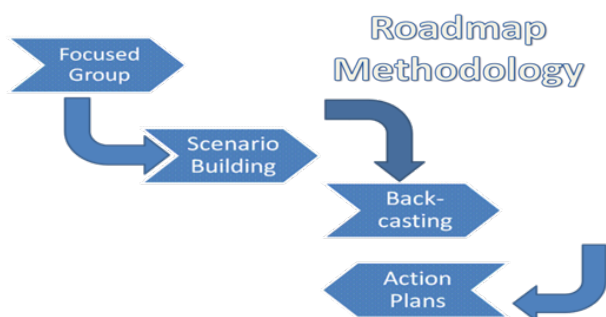 Roadmap
Methodology
Focused
Group
Scenario
Building
Back-
casting
Action
Plans